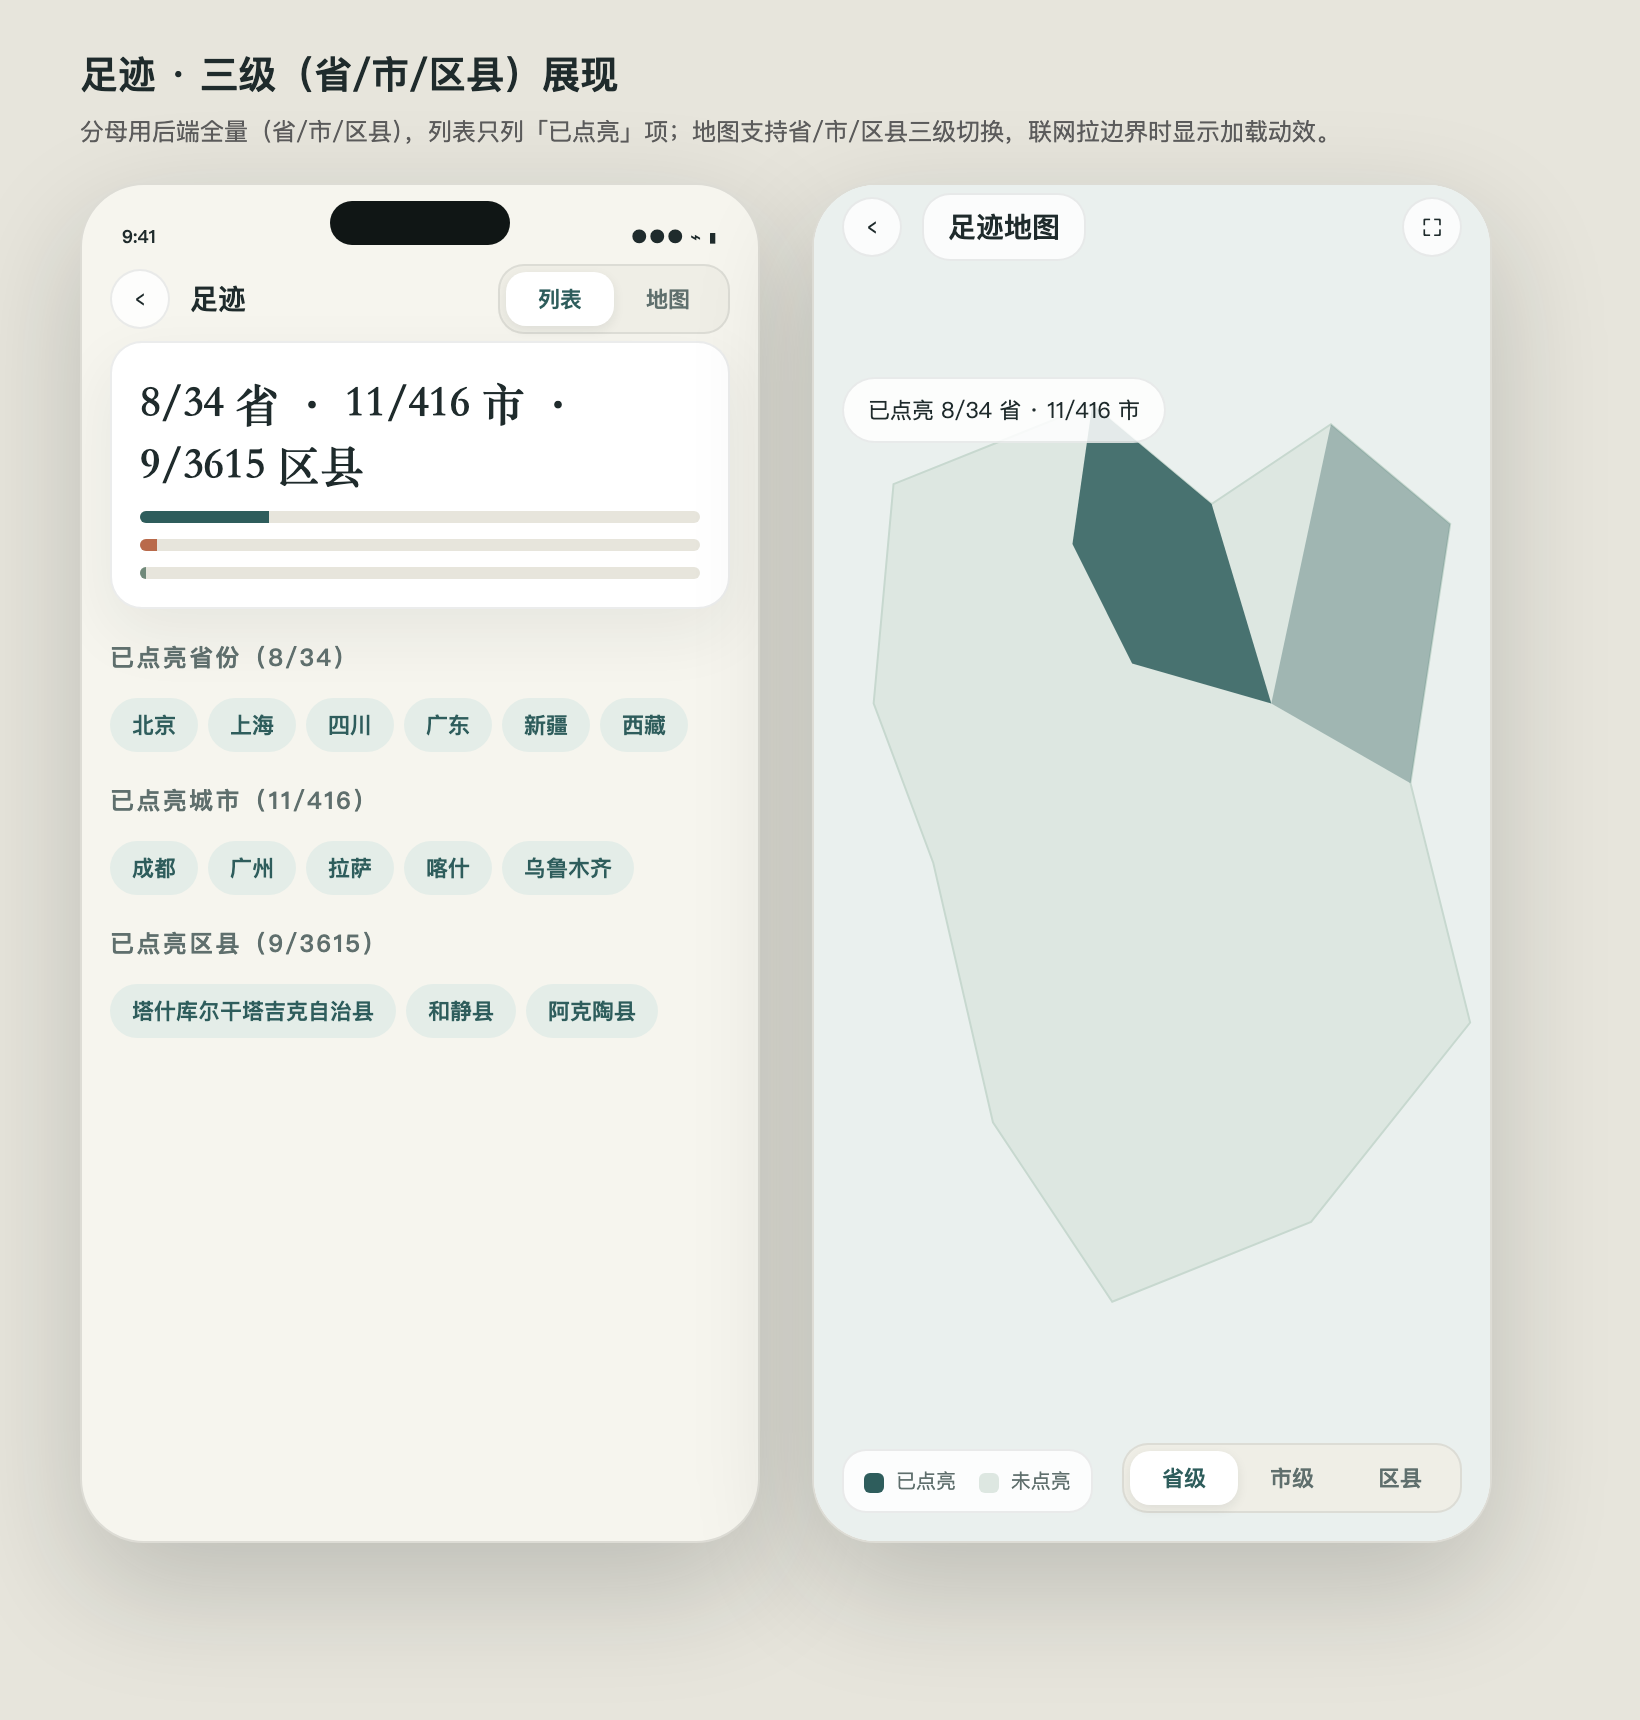 足迹 · 三级（省/市/区县）展现
分母用后端全量（省/市/区县），列表只列「已点亮」项；地图支持省/市/区县三级切换，联网拉边界时显示加载动效。
9:41
足迹
列表
地图
8/34 省 · 11/416 市 ·
9/3615 区县
已点亮省份（8/34）
北京
上海
四川
广东
新疆
西藏
已点亮城市（11/416）
成都
广州
拉萨
喀什
乌鲁木齐
已点亮区县（9/3615）
塔什库尔干塔吉克自治县
和静县
阿克陶县
足迹地图
已点亮 8/34 省 · 11/416 市
已点亮
未点亮
省级
市级
区县